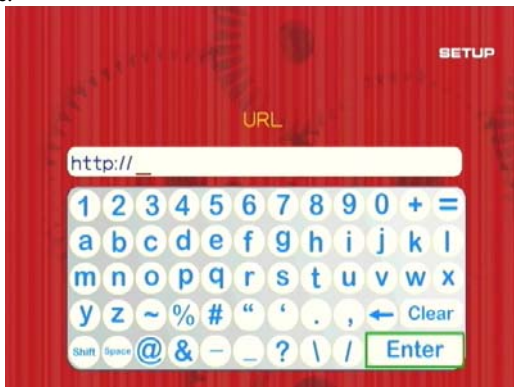 SETUP
URL
http://_
1 2 3 4 5 6 7 8 9 0 + =
a b c d e f g h i j k l
m n o p q r s t u v w x
y z ~ % # “ ‘ . , ← Clear
Shift Space @ & - _ ? \ / Enter